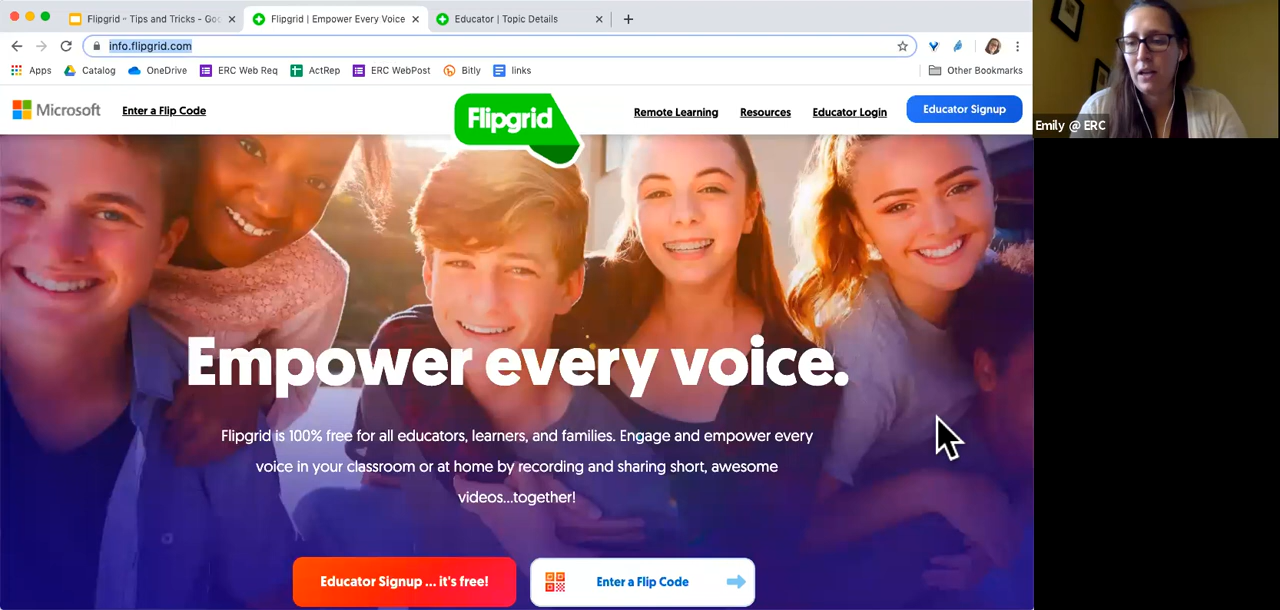 Flipgrid - Tips and Tricks - Goo
Flipgrid | Empower Every Voice
Educator | Topic Details
info.flipgrid.com
Apps
Catalog
OneDrive
ERC Web Req
ActRep
ERC WebPost
Bitly
links
Other Bookmarks
Microsoft
Enter a Flip Code
Flipgrid
Remote Learning
Resources
Educator Login
Educator Signup
Emily @ ERC
Empower every voice.
Flipgrid is 100% free for all educators, learners, and families. Engage and empower every
voice in your classroom or at home by recording and sharing short, awesome
videos...together!
Educator Signup ... it's free!
Enter a Flip Code